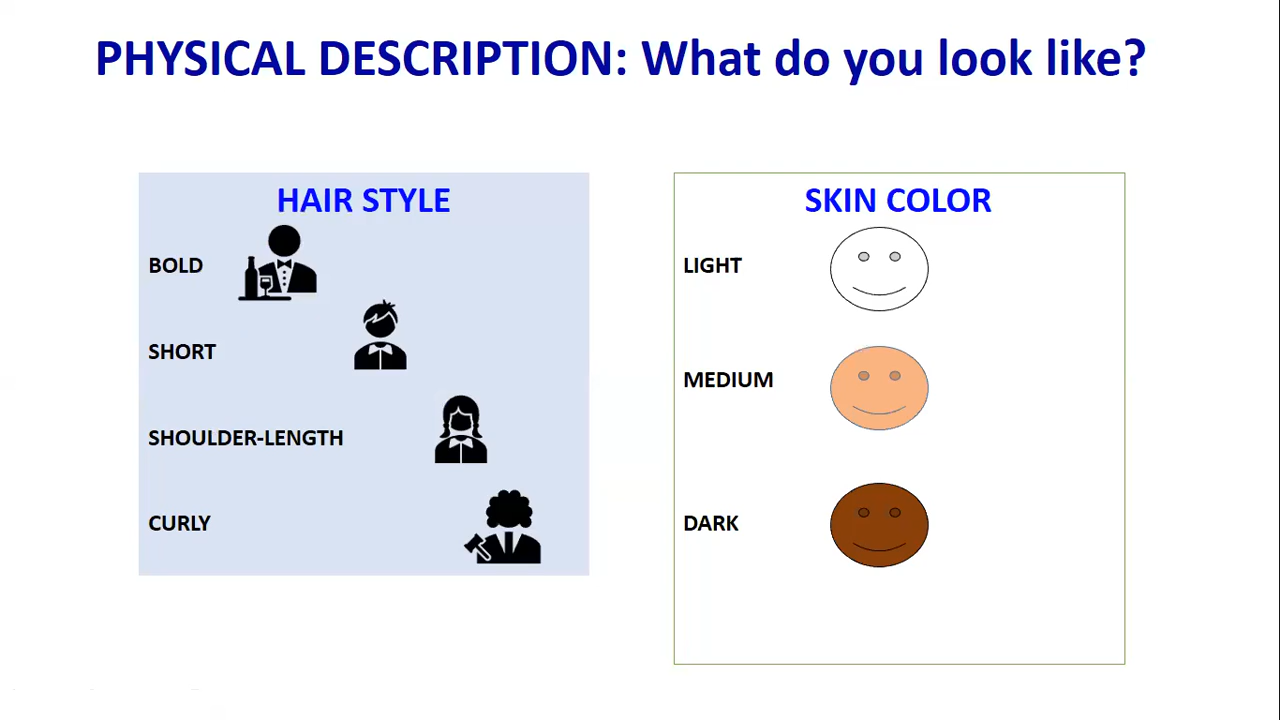 PHYSICAL DESCRIPTION: What do you look like?
HAIR STYLE
BOLD
SHORT
SHOULDER-LENGTH
CURLY
SKIN COLOR
LIGHT
MEDIUM
DARK